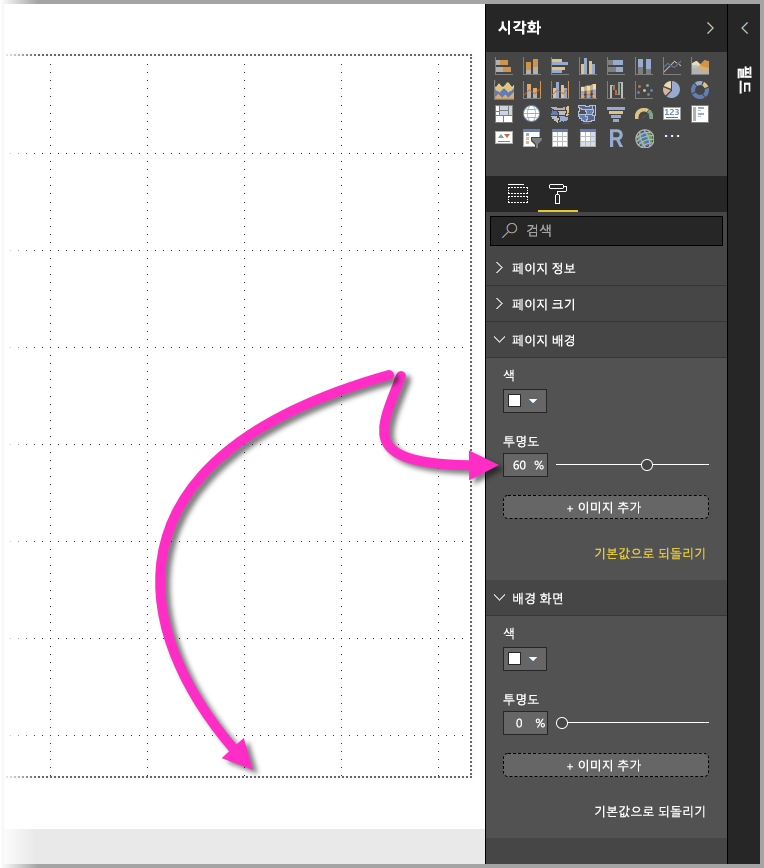 시각화
필드
123
R
검색
페이지 정보
페이지 크기
페이지 배경
색
투명도
60 %
+ 이미지 추가
기본값으로 되돌리기
배경 화면
색
투명도
0 %
+ 이미지 추가
기본값으로 되돌리기